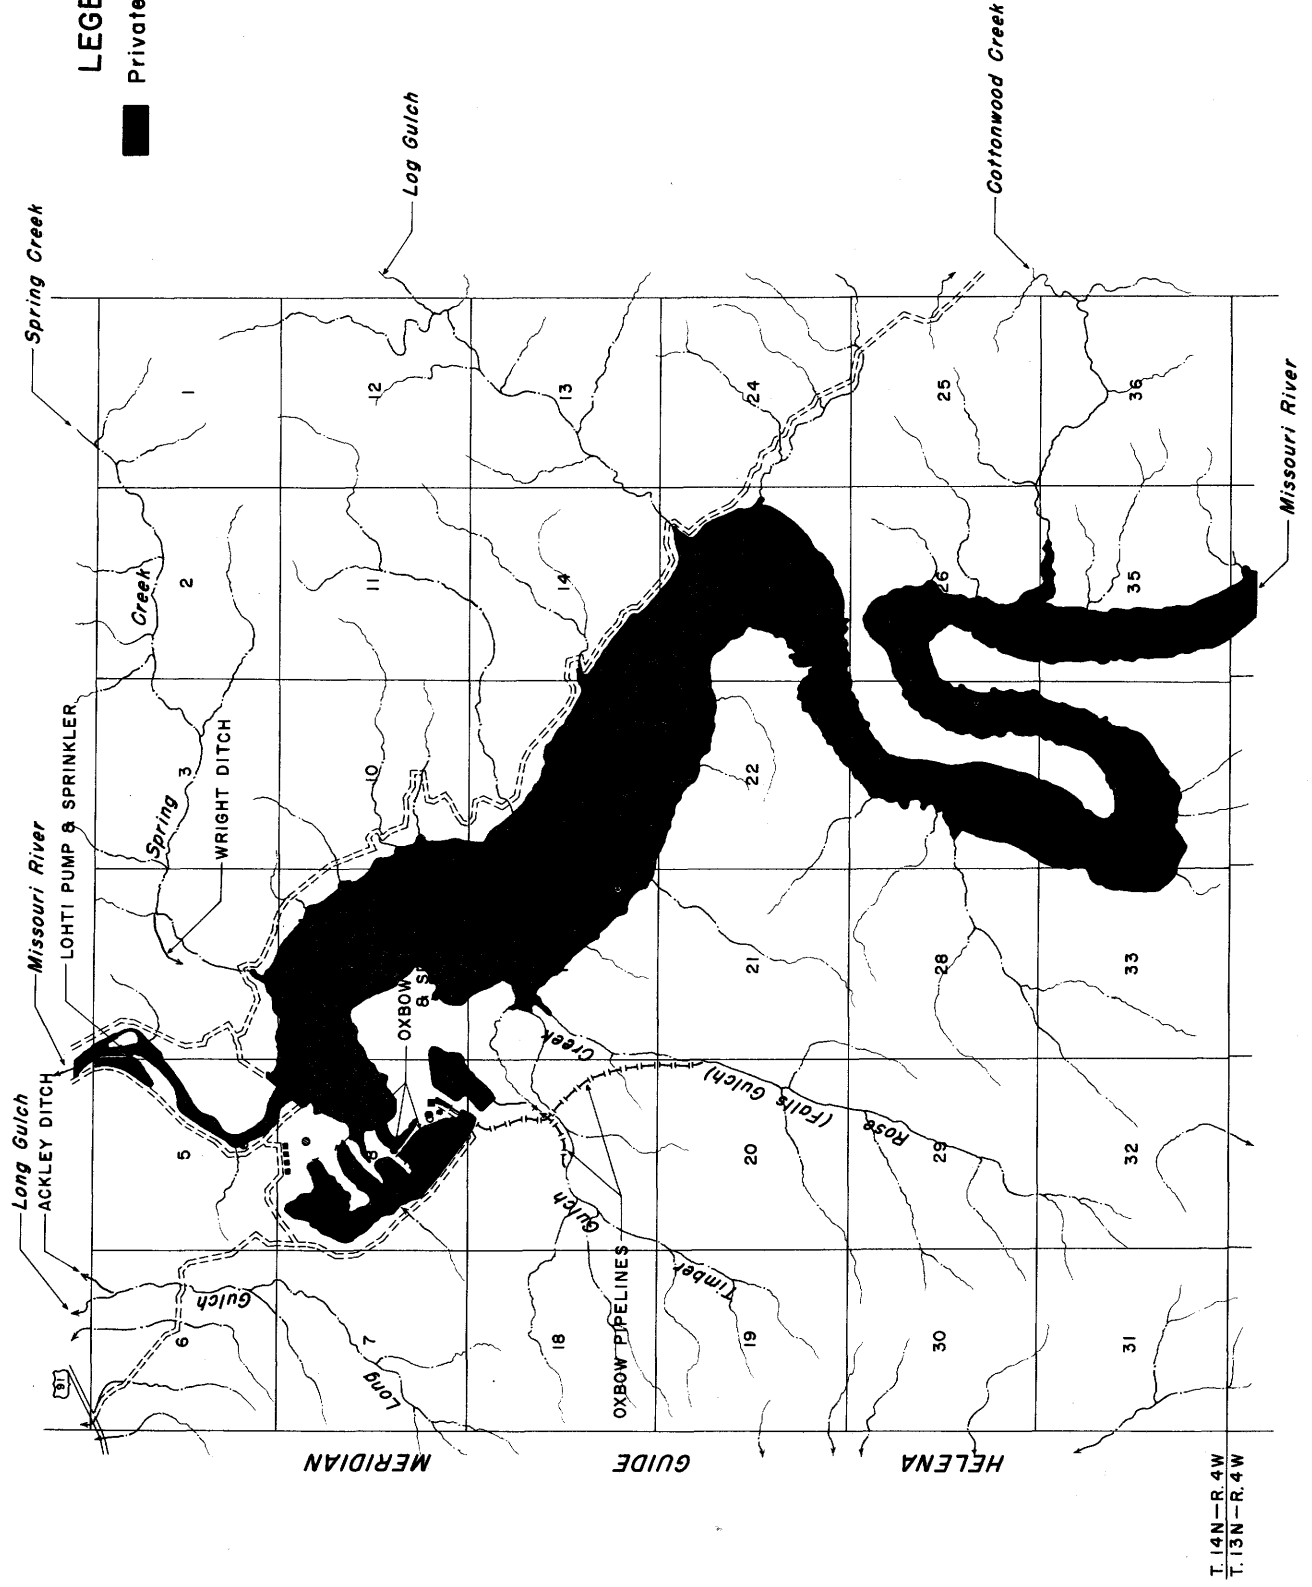 LEGE
Private
Spring Creek
Log Gulch
Cottonwood Creek
Missouri River
LOHTI PUMP & SPRINKLER
Long Gulch
ACKLEY DITCH
WRIGHT DITCH
Missouri River
Spring
Creek
OXBOW
& S
Creek
(Falls Gulch)
Rose
Gulch
Timber
OXBOW PIPELINES
Long
Gulch
91
6
5
3
2
1
7
8
10
11
12
18
14
13
19
20
21
22
24
30
29
28
26
25
31
32
33
35
36
HELENA
GUIDE
MERIDIAN
T. 14N–R. 4W
T. 13N–R. 4W